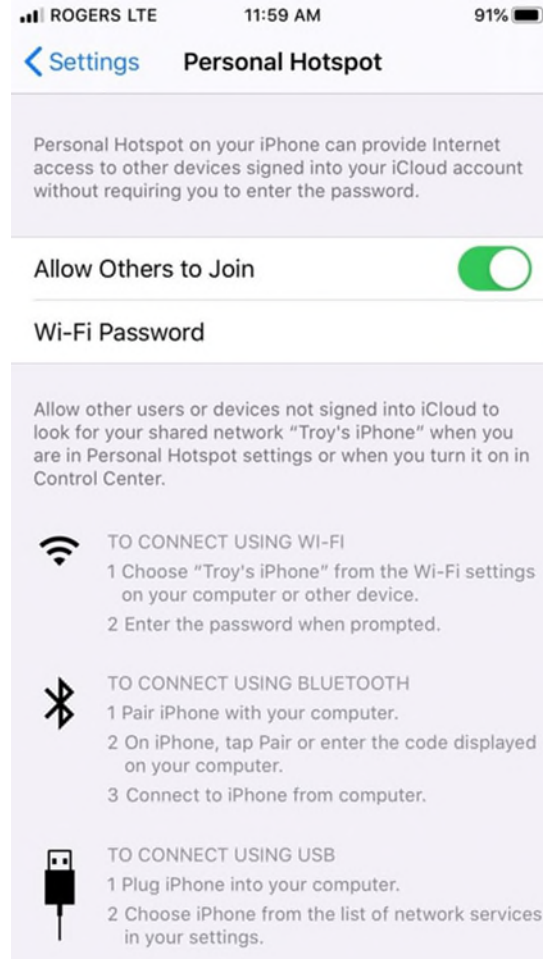 ROGERS LTE 11:59 AM 91%
Settings Personal Hotspot
Personal Hotspot on your iPhone can provide Internet
access to other devices signed into your iCloud account
without requiring you to enter the password.
Allow Others to Join
Wi-Fi Password
Allow other users or devices not signed into iCloud to
look for your shared network “Troy's iPhone” when you
are in Personal Hotspot settings or when you turn it on in
Control Center.
TO CONNECT USING WI-FI
1 Choose “Troy's iPhone” from the Wi-Fi settings
on your computer or other device.
2 Enter the password when prompted.
TO CONNECT USING BLUETOOTH
1 Pair iPhone with your computer.
2 On iPhone, tap Pair or enter the code displayed
on your computer.
3 Connect to iPhone from computer.
TO CONNECT USING USB
1 Plug iPhone into your computer.
2 Choose iPhone from the list of network services
in your settings.